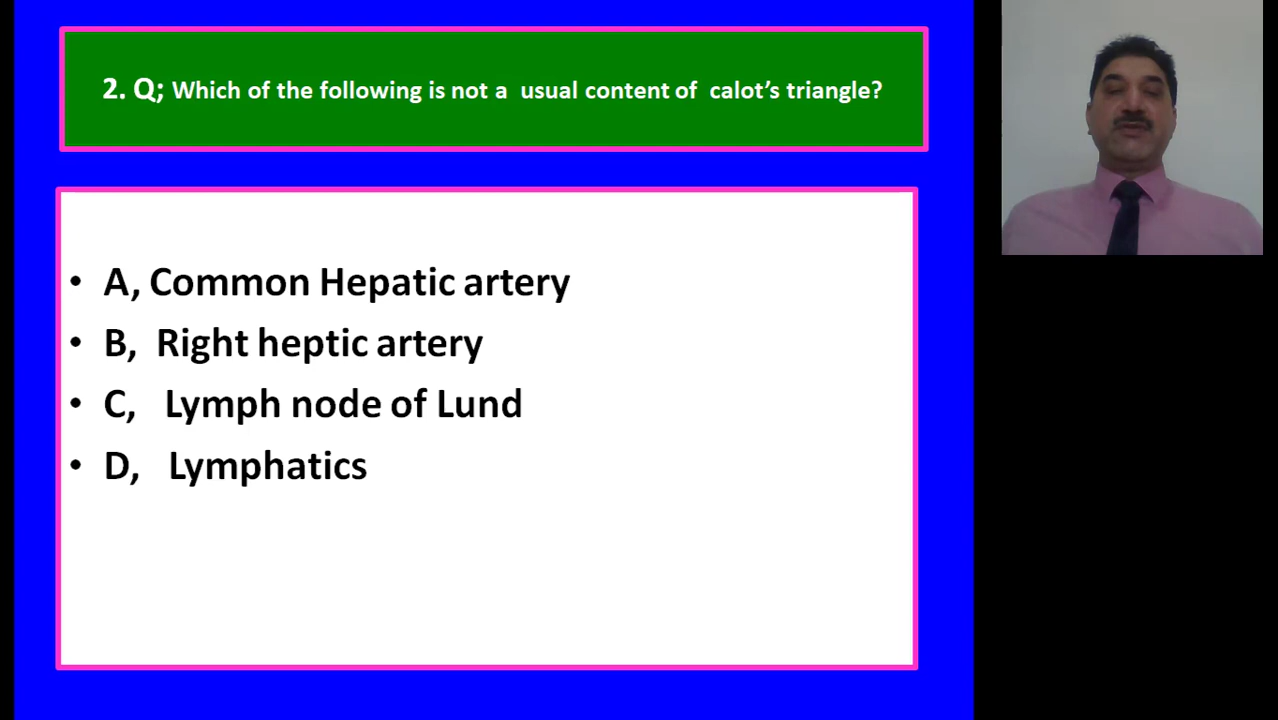 2. Q; Which of the following is not a usual content of calot’s triangle?
• A, Common Hepatic artery
• B, Right heptic artery
• C, Lymph node of Lund
• D, Lymphatics